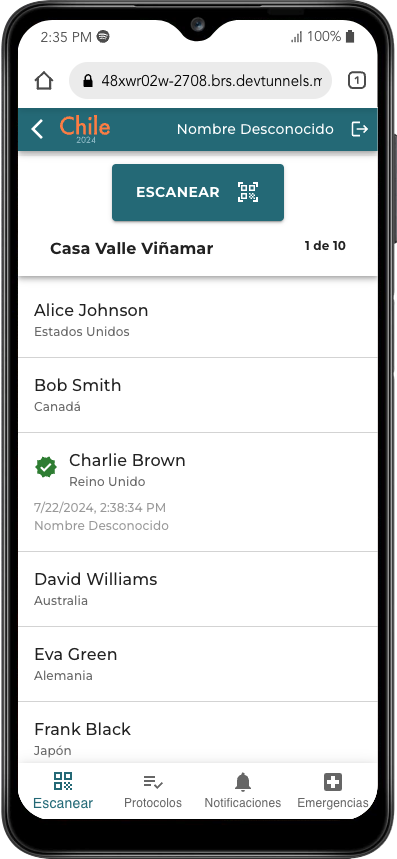 2:35 PM
100%
48xwr02w-2708.brs.devtunnels.m
1
Chile
2024
Nombre Desconocido
ESCANEAR
Casa Valle Viñamar
1 de 10
Alice Johnson
Estados Unidos
Bob Smith
Canadá
Charlie Brown
Reino Unido
7/22/2024, 2:38:34 PM
Nombre Desconocido
David Williams
Australia
Eva Green
Alemania
Frank Black
Japón
Escanear
Protocolos
Notificaciones
Emergencias